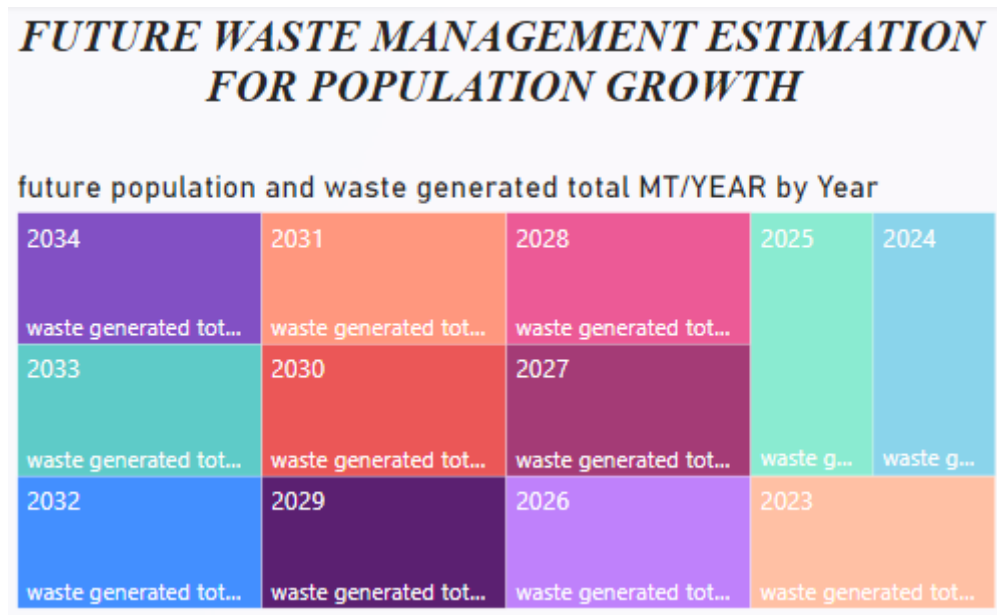 FUTURE WASTE MANAGEMENT ESTIMATION
FOR POPULATION GROWTH
future population and waste generated total MT/YEAR by Year
2034
waste generated tot...
2033
waste generated tot...
2032
waste generated tot...
2031
waste generated tot...
2030
waste generated tot...
2029
waste generated tot...
2028
waste generated tot...
2027
waste generated tot...
2026
waste generated tot...
2025
waste g...
2024
waste g...
2023
waste generated tot...